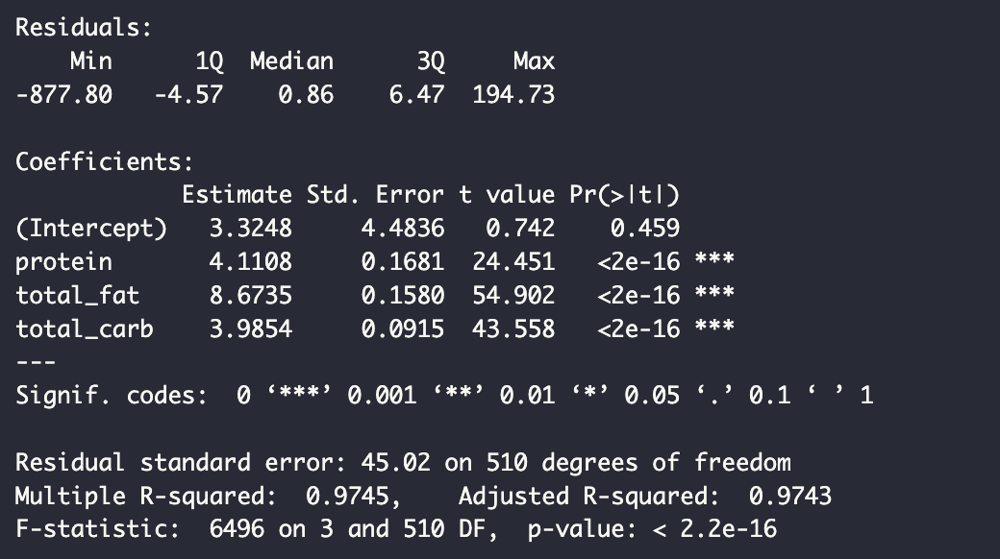 Residuals:
    Min      1Q  Median      3Q     Max
-877.80   -4.57    0.86    6.47  194.73
Coefficients:
            Estimate Std. Error t value Pr(>|t|)
(Intercept)   3.3248     4.4836   0.742    0.459
protein       4.1108     0.1681  24.451   <2e-16 ***
total_fat     8.6735     0.1580  54.902   <2e-16 ***
total_carb    3.9854     0.0915  43.558   <2e-16 ***
---
Signif. codes:  0 ‘***’ 0.001 ‘**’ 0.01 ‘*’ 0.05 ‘.’ 0.1 ‘ ’ 1
Residual standard error: 45.02 on 510 degrees of freedom
Multiple R-squared:  0.9745,    Adjusted R-squared:  0.9743
F-statistic:  6496 on 3 and 510 DF,  p-value: < 2.2e-16